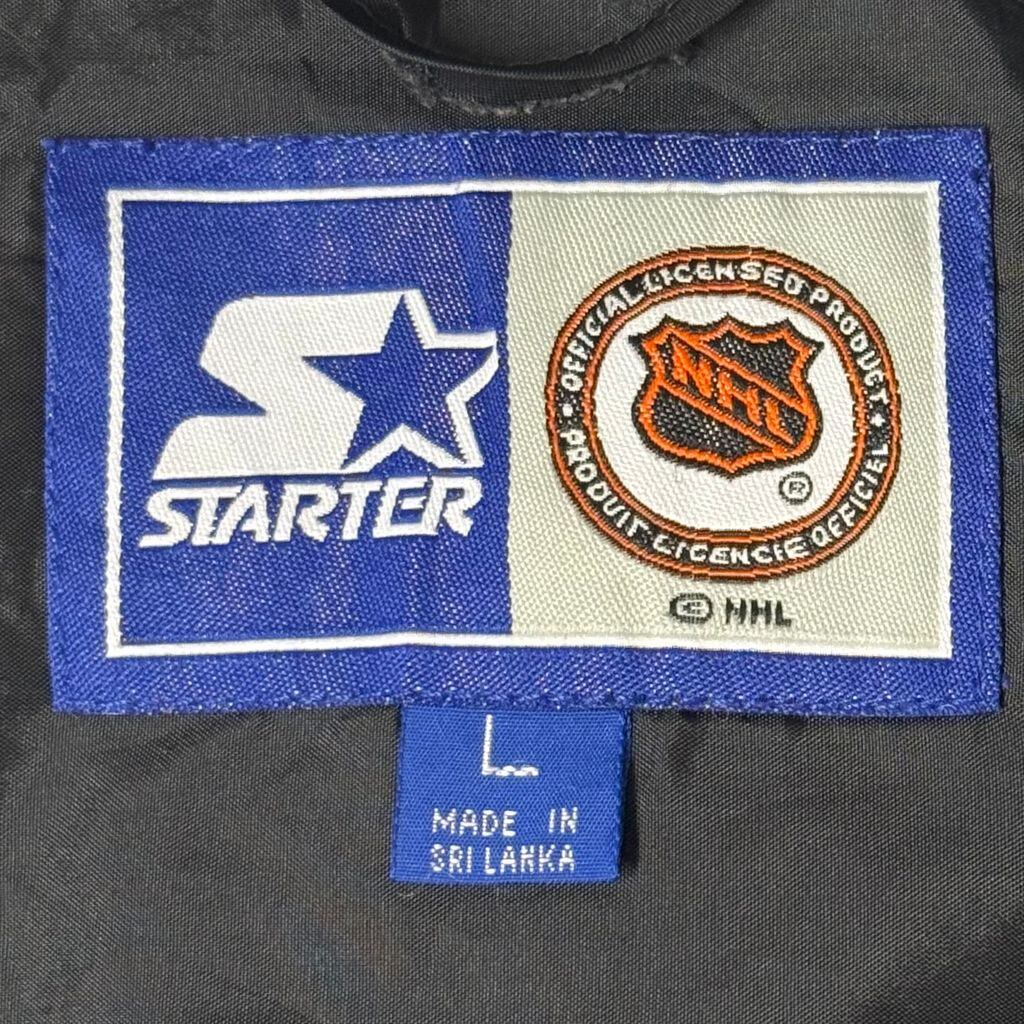 STARTER
• OFFICIAL LICENSED PRODUCT •
NHL
®
PRODUIT LICENCIE OFFICIEL
© NHL
L
MADE IN
SRI LANKA